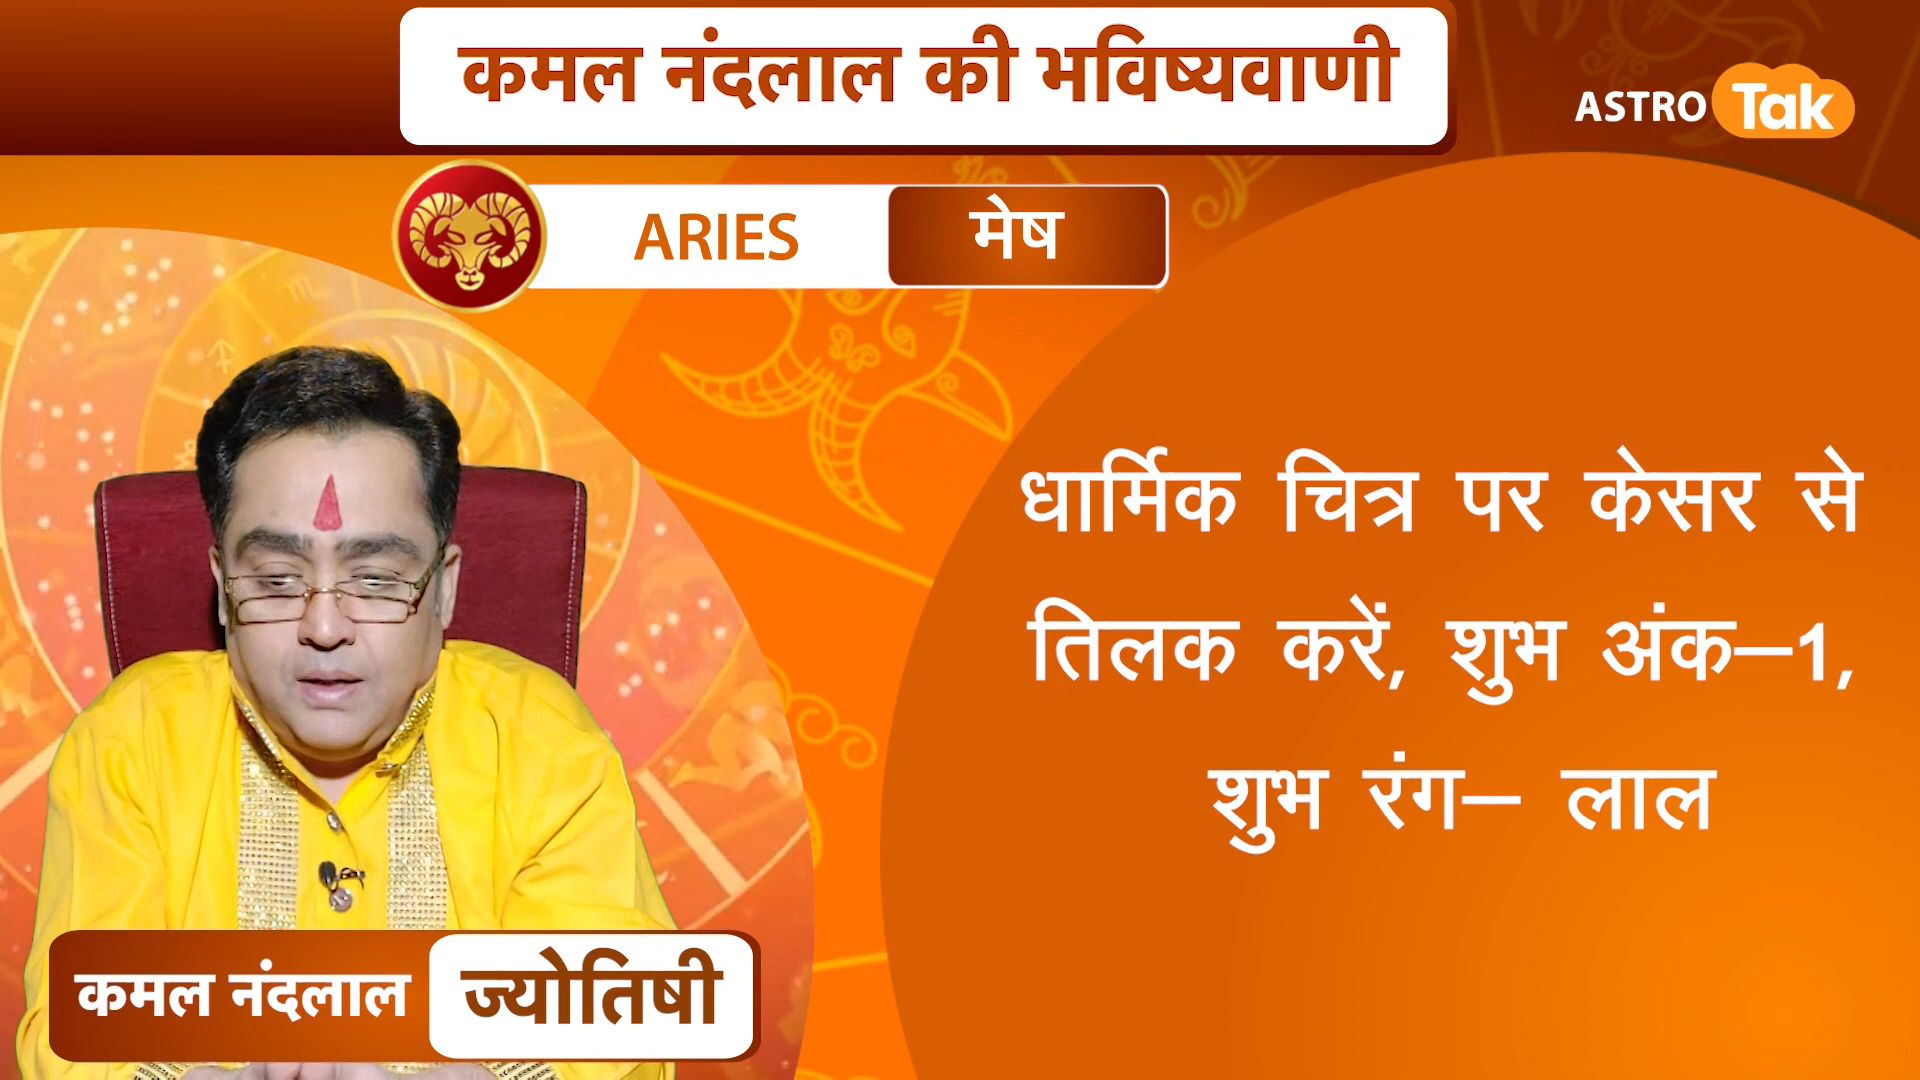 कमल नंदलाल की भविष्यवाणी
ASTRO Tak
ARIES मेष
धार्मिक चित्र पर केसर से
तिलक करें, शुभ अंक–1,
शुभ रंग– लाल
कमल नंदलाल ज्योतिषी